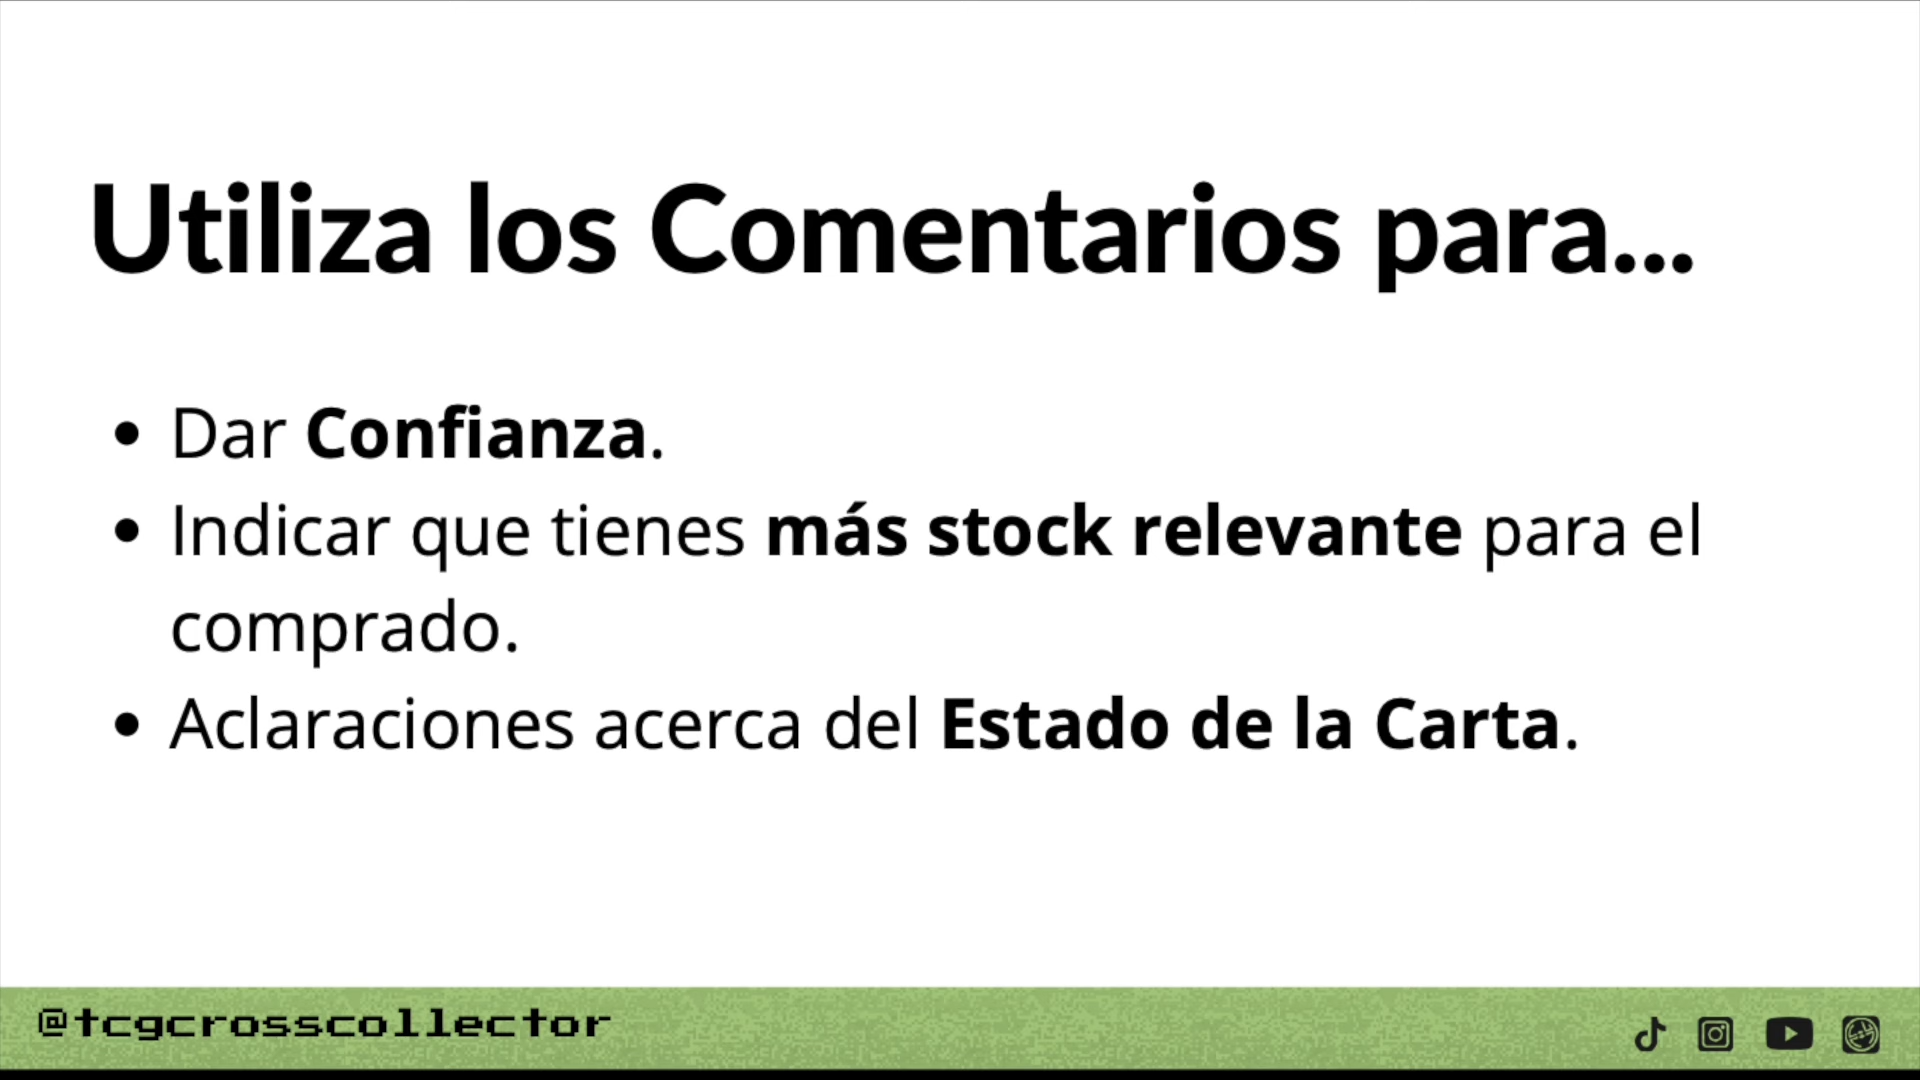 Utiliza los Comentarios para...
• Dar Confianza.
• Indicar que tienes más stock relevante para el
comprado.
• Aclaraciones acerca del Estado de la Carta.
@tcgcrosscollector